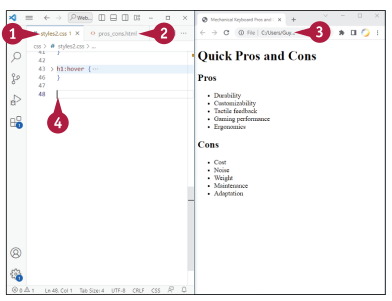 Web...
1
styles2.css 1
pros_cons.html
2
css > styles2.css > ...
41 }
42
43 > h1:hover {...
46 }
47
48
4
Ln 48, Col 1 Tab Size: 4 UTF-8 CRLF CSS
Mechanical Keyboard Pros and
File C:/Users/Guy...
3
Quick Pros and Cons
Pros
Durability
Customizability
Tactile feedback
Gaming performance
Ergonomics
Cons
Cost
Noise
Weight
Maintenance
Adaptation